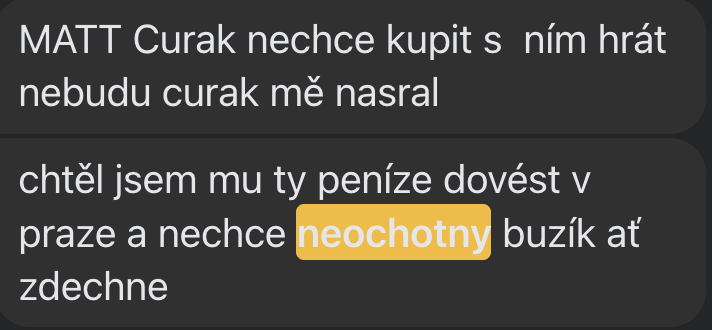 MATT Curak nechce kupit s  ním hrát
nebudu curak mě nasral
chtěl jsem mu ty peníze dovést v
praze a nechce neochotny buzík ať
zdechne